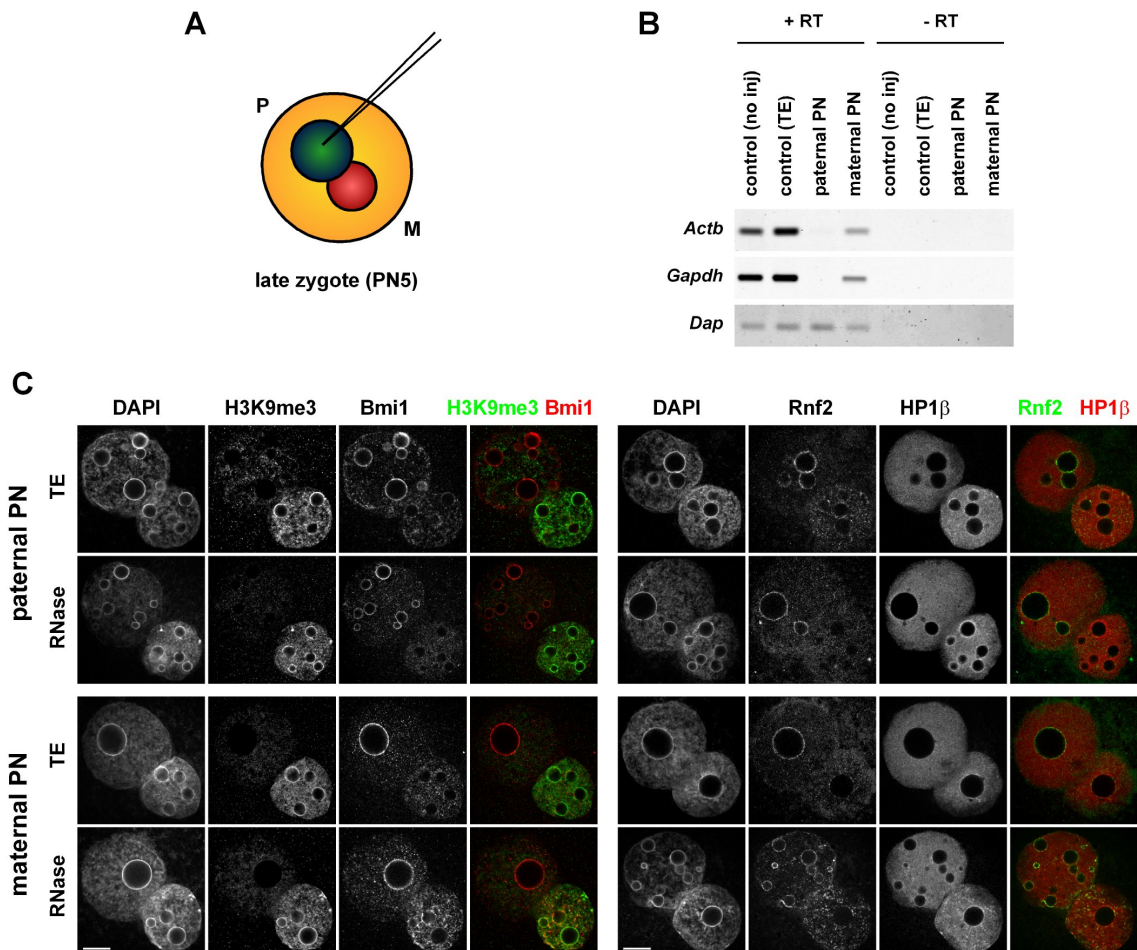 A
P
M
late zygote (PN5)
B
+ RT - RT
control (no inj) control (TE) paternal PN maternal PN control (no inj) control (TE) paternal PN maternal PN
Actb
Gapdh
Dap
C
DAPI H3K9me3 Bmi1 H3K9me3 Bmi1 DAPI Rnf2 HP1β Rnf2 HP1β
paternal PN
TE
RNase
maternal PN
TE
RNase